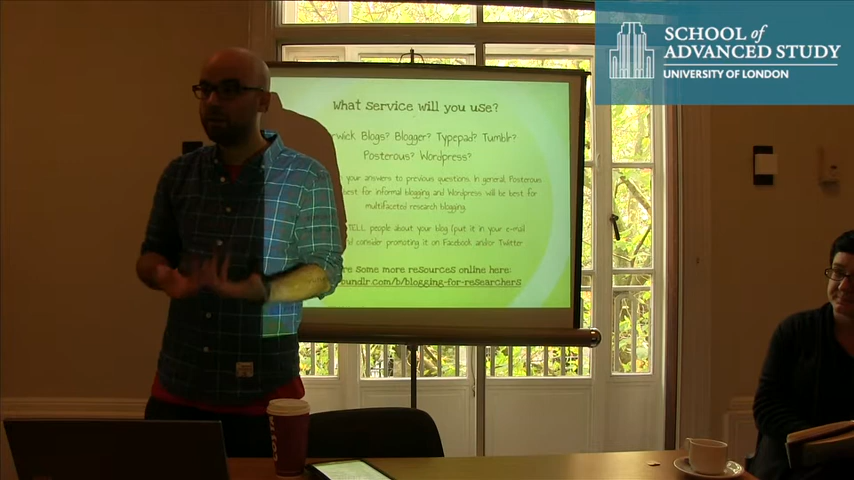 SCHOOL of
ADVANCED STUDY
UNIVERSITY OF LONDON
What service will you use?
Blogs? Blogger? Typepad? Tumblr?
Posterous? Wordpress?
your answers to previous questions. In general, Posterous
best for informal blogging and Wordpress will be best for
multifaceted research blogging
TELL people about your blog (put it in your e-mail
consider promoting it on Facebook and/or Twitter
some more resources online here:
/b/blogging-for-researchers
COSTA